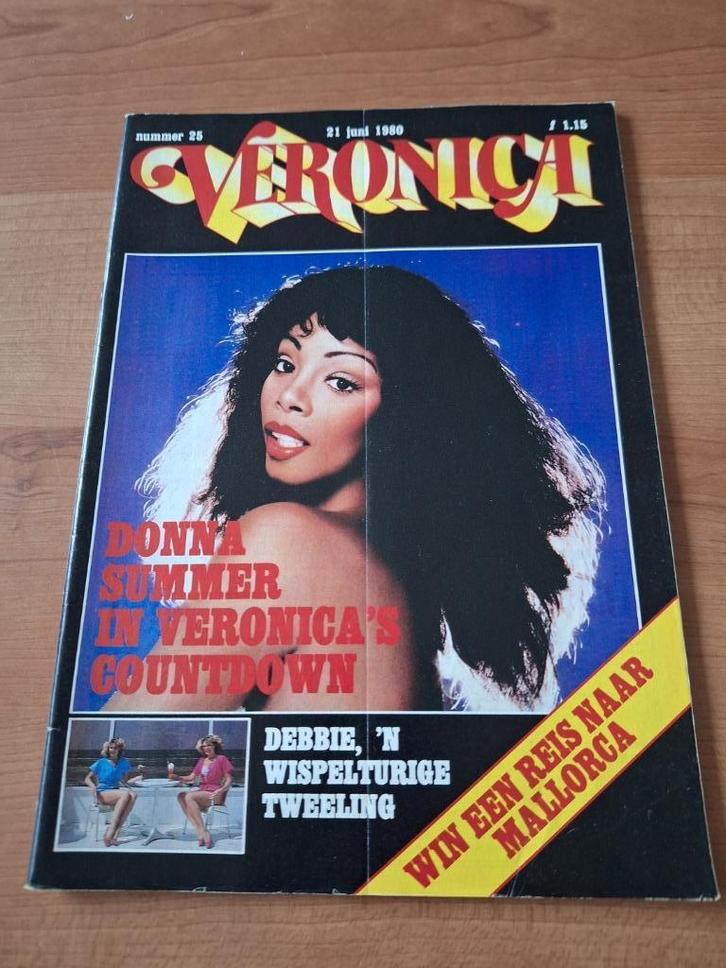 nummer 25
21 juni 1980
f 1.15
VERONICA
DONNA
SUMMER
IN VERONICA'S
COUNTDOWN
DEBBIE, 'N
WISPELTURIGE
TWEELING
WIN EEN REIS NAAR
MALLORCA